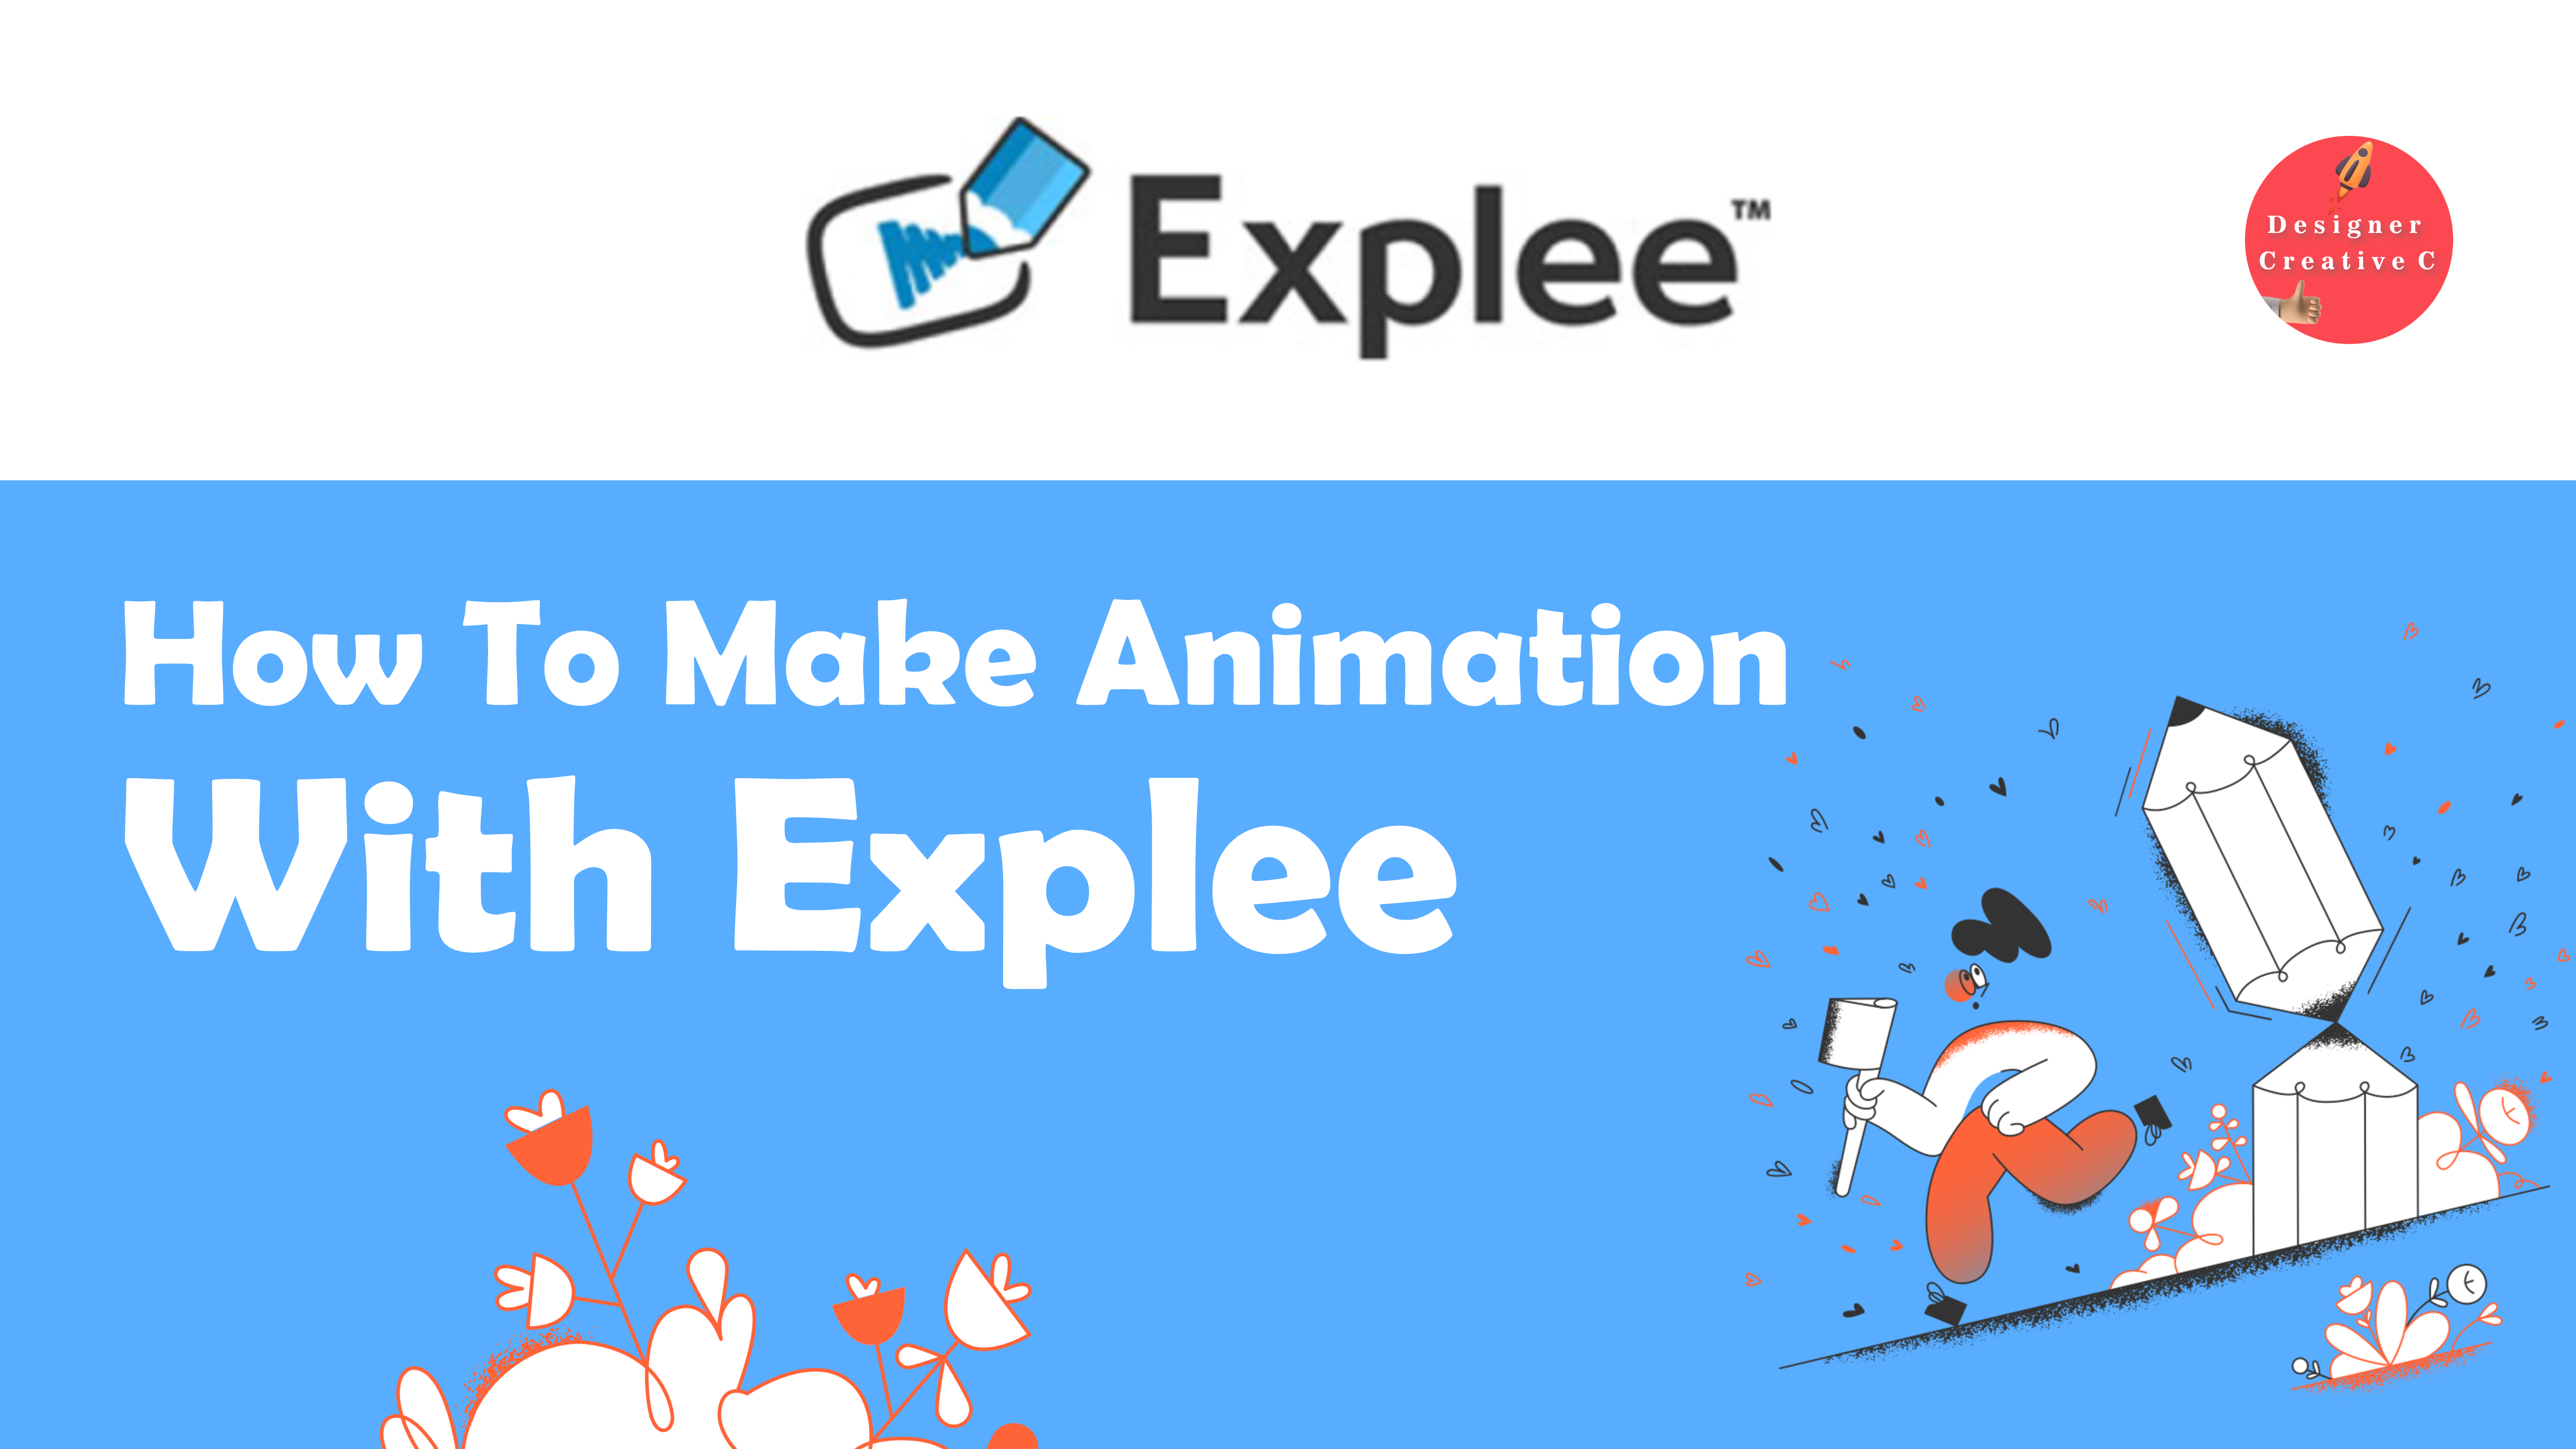 Explee™
Designer
Creative C
How To Make Animation
With Explee